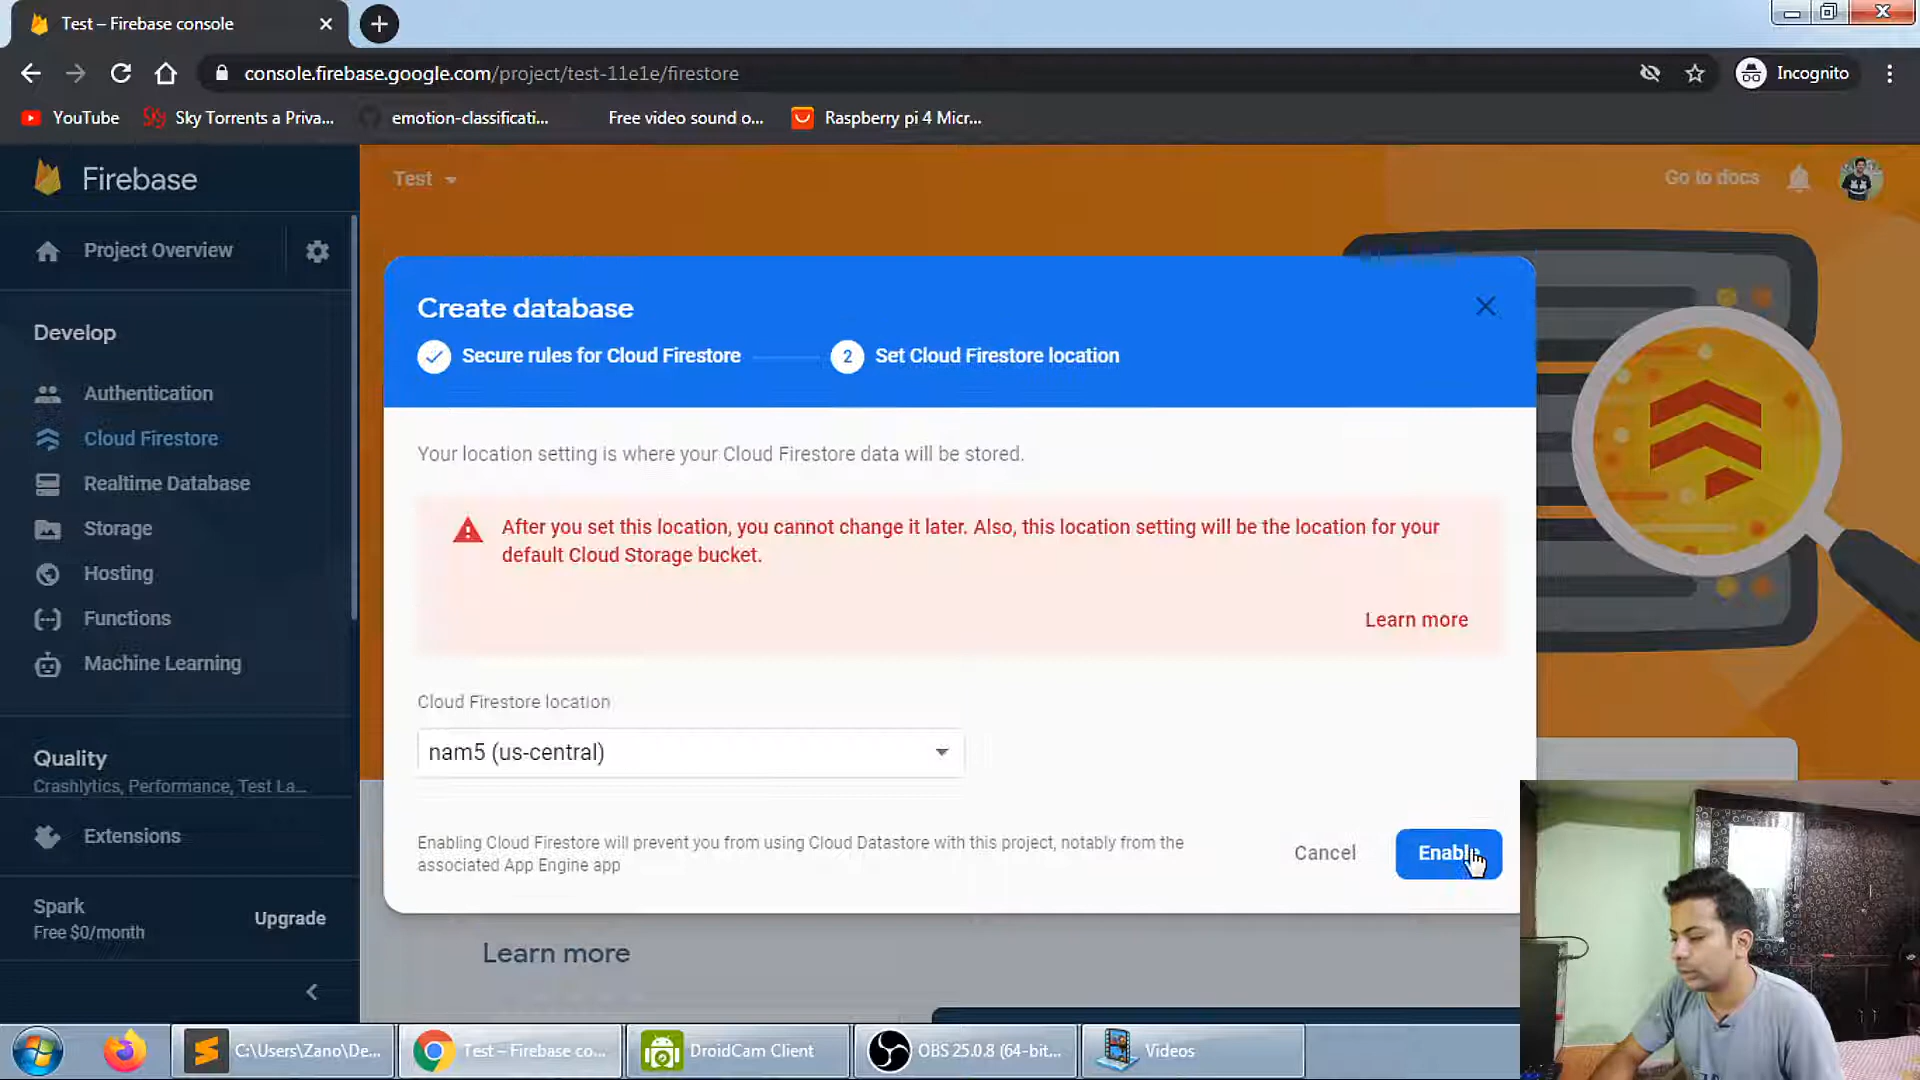 Test – Firebase console
console.firebase.google.com/project/test-11e1e/firestore
Incognito
YouTube
Sky Torrents a Priva...
emotion-classificati...
Free video sound o...
Raspberry pi 4 Micr...
Firebase
Test
Go to docs
Project Overview
Create database
Secure rules for Cloud Firestore
2
Set Cloud Firestore location
Develop
Authentication
Cloud Firestore
Realtime Database
Storage
Hosting
Functions
Machine Learning
Your location setting is where your Cloud Firestore data will be stored.
After you set this location, you cannot change it later. Also, this location setting will be the location for your
default Cloud Storage bucket.
Learn more
Cloud Firestore location
nam5 (us-central)
Quality
Crashlytics, Performance, Test La...
Extensions
Enabling Cloud Firestore will prevent you from using Cloud Datastore with this project, notably from the
associated App Engine app
Cancel
Enable
Spark
Free $0/month
Upgrade
Learn more
C:\Users\Zano\De...
Test – Firebase co...
DroidCam Client
OBS 25.0.8 (64-bit...
Videos